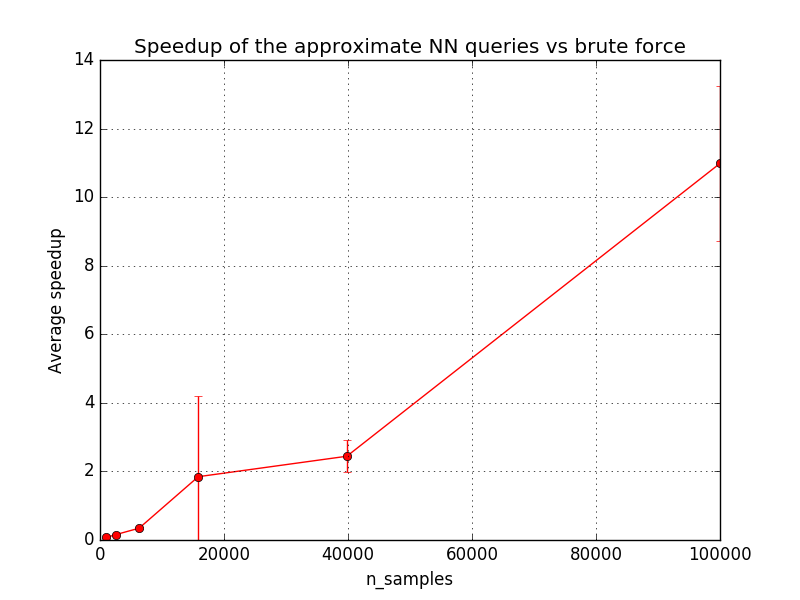 Speedup of the approximate NN queries vs brute force
14
12
10
8
6
4
2
0
Average speedup
0 20000 40000 60000 80000 100000
n_samples